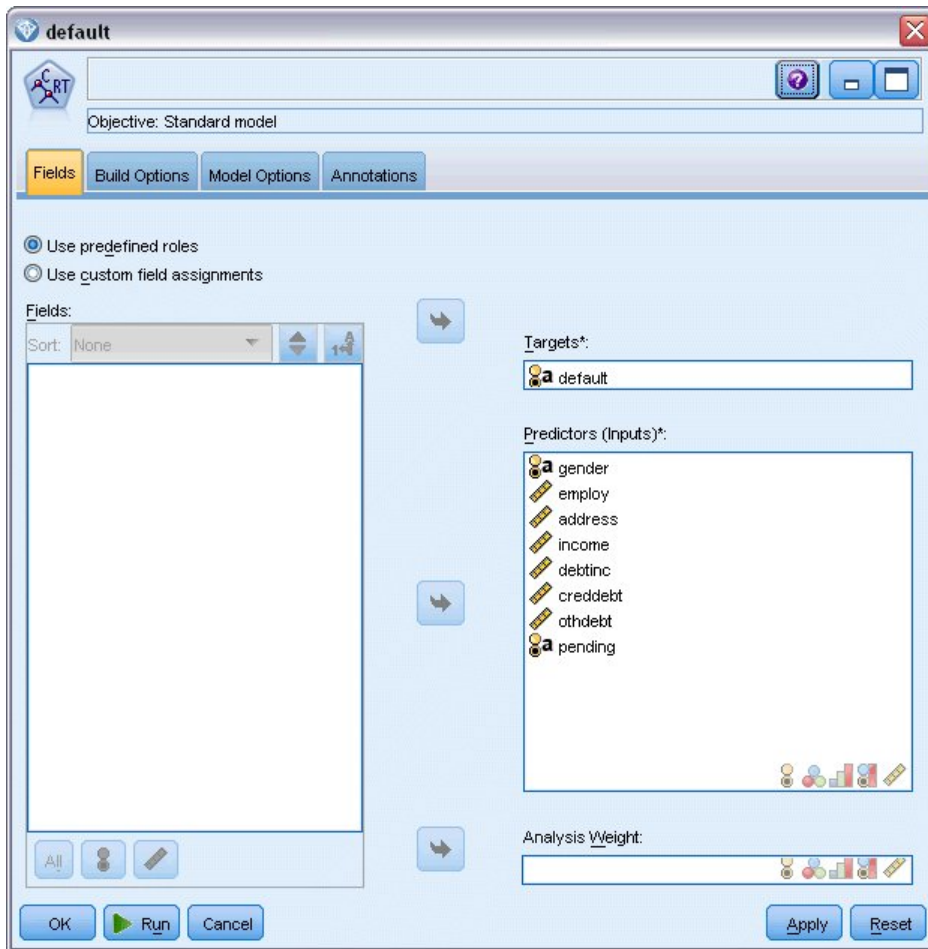 default
CRT
Objective: Standard model
Fields
Build Options
Model Options
Annotations
Use predefined roles
Use custom field assignments
Fields:
Sort: None
Targets*:
a default
Predictors (Inputs)*:
a gender
employ
address
income
debtinc
creddebt
othdebt
a pending
All
Analysis Weight:
OK
Run
Cancel
Apply
Reset